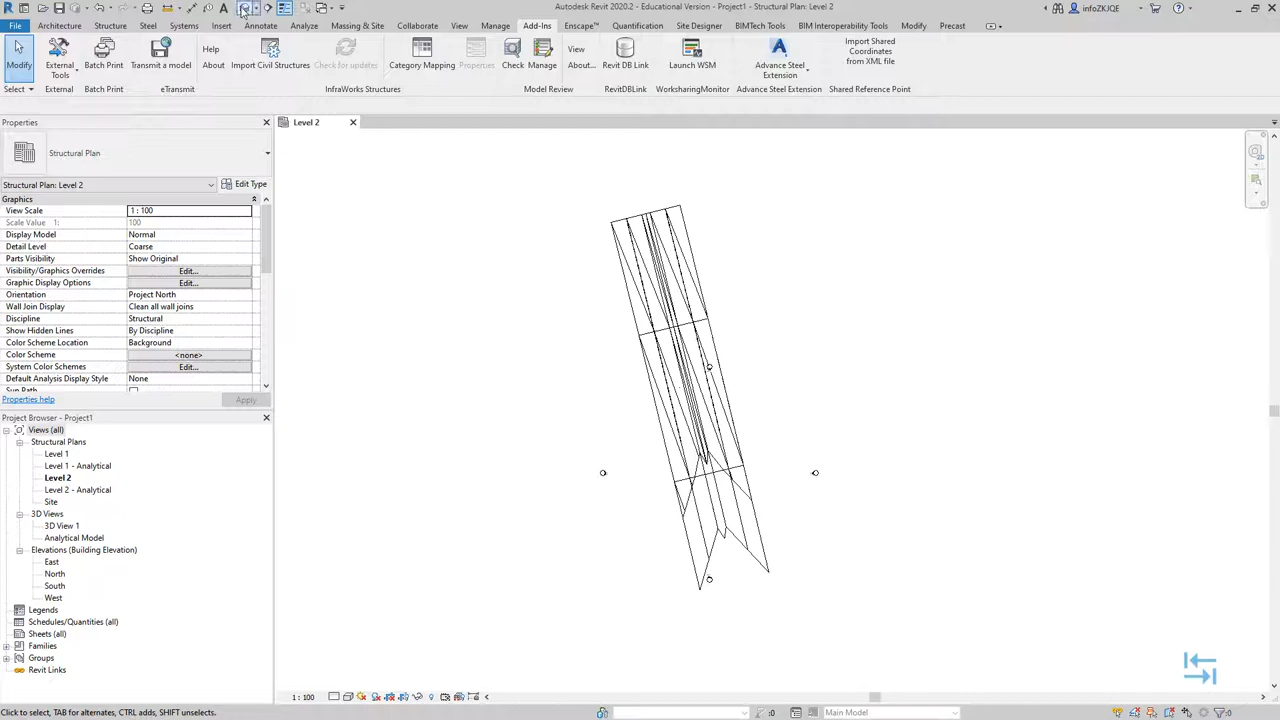 Autodesk Revit 2020.2 - Educational Version - Project1 - Structural Plan: Level 2
infoZKJQE
File
Architecture
Structure
Steel
Systems
Insert
Annotate
Analyze
Massing & Site
Collaborate
View
Manage
Add-Ins
Enscape™
Quantification
Site Designer
BIMTech Tools
BIM Interoperability Tools
Modify
Precast
Modify
External
Tools
Batch Print
Transmit a model
Help
About
Import Civil Structures
Check for updates
Category Mapping
Properties
Check
Manage
View
About...
Revit DB Link
Launch WSM
Advance Steel
Extension
Import Shared
Coordinates
from XML file
Select
External
Batch Print
eTransmit
InfraWorks Structures
Model Review
RevitDBLink
WorksharingMonitor
Advance Steel Extension
Shared Reference Point
Properties
Level 2
Structural Plan
Structural Plan: Level 2
Edit Type
Graphics
View Scale 1 : 100
Scale Value 1: 100
Display Model Normal
Detail Level Coarse
Parts Visibility Show Original
Visibility/Graphics Overrides Edit...
Graphic Display Options Edit...
Orientation Project North
Wall Join Display Clean all wall joins
Discipline Structural
Show Hidden Lines By Discipline
Color Scheme Location Background
Color Scheme <none>
System Color Schemes Edit...
Default Analysis Display Style None
Sun Path
Properties help
Apply
Project Browser - Project1
Views (all)
Structural Plans
Level 1
Level 1 - Analytical
Level 2
Level 2 - Analytical
Site
3D Views
3D View 1
Analytical Model
Elevations (Building Elevation)
East
North
South
West
Legends
Schedules/Quantities (all)
Sheets (all)
Families
Groups
Revit Links
1 : 100
Click to select, TAB for alternates, CTRL adds, SHIFT unselects.
:0
Main Model
:0